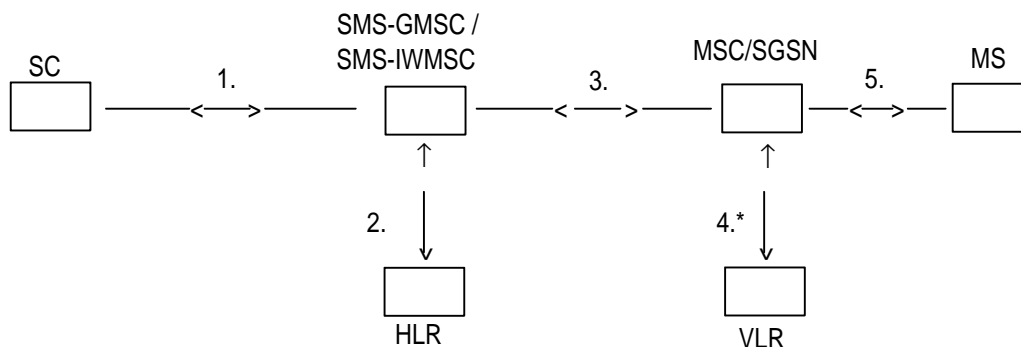 SMS-GMSC /
SMS-IWMSC
MSC/SGSN
MS
SC
1.
3.
5.
2.
4.*
HLR
VLR